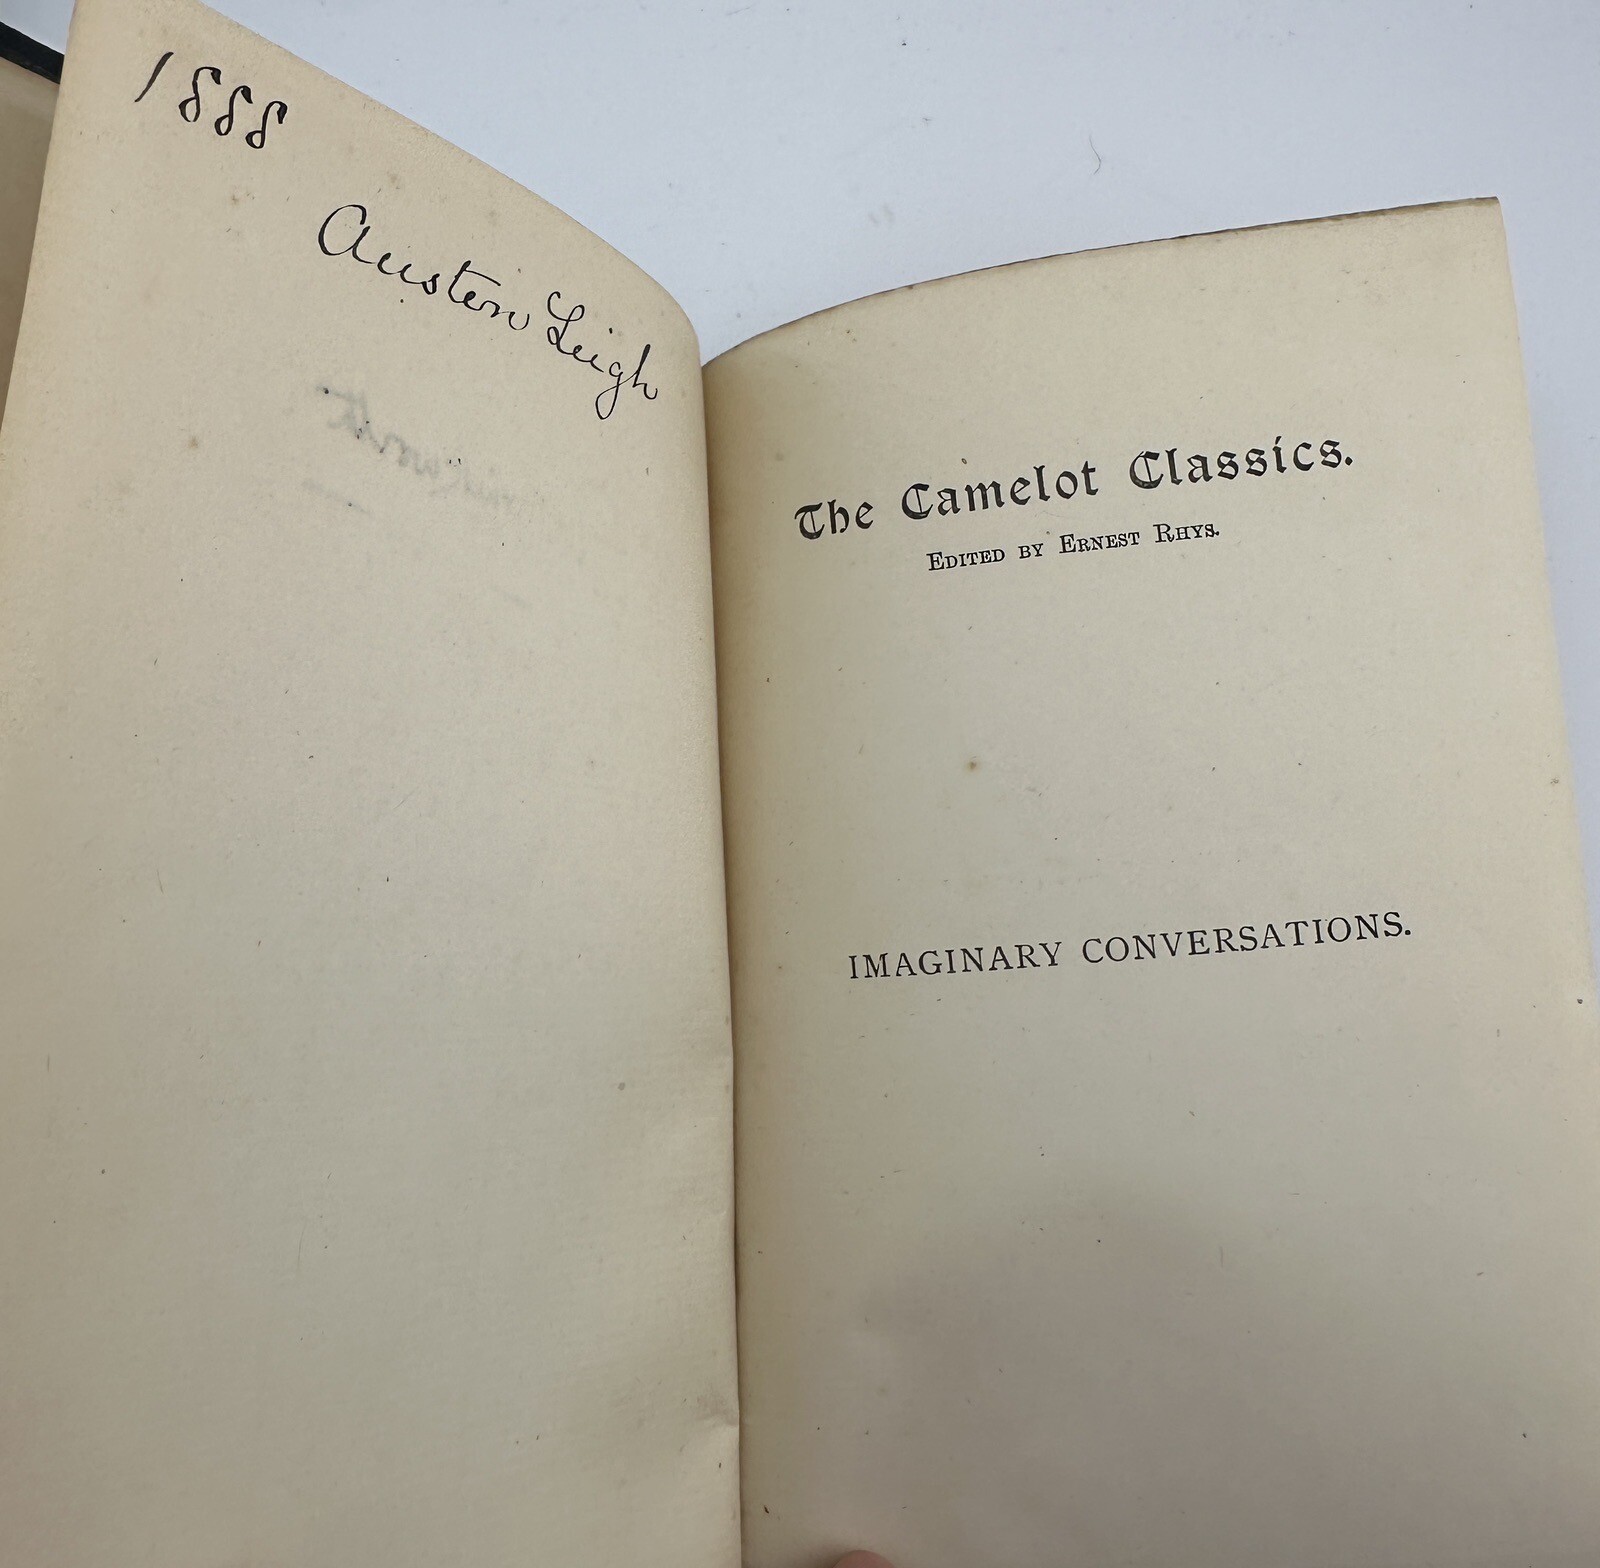 1888
Austen Leigh
The Camelot Classics.
EDITED BY ERNEST RHYS.
IMAGINARY CONVERSATIONS.